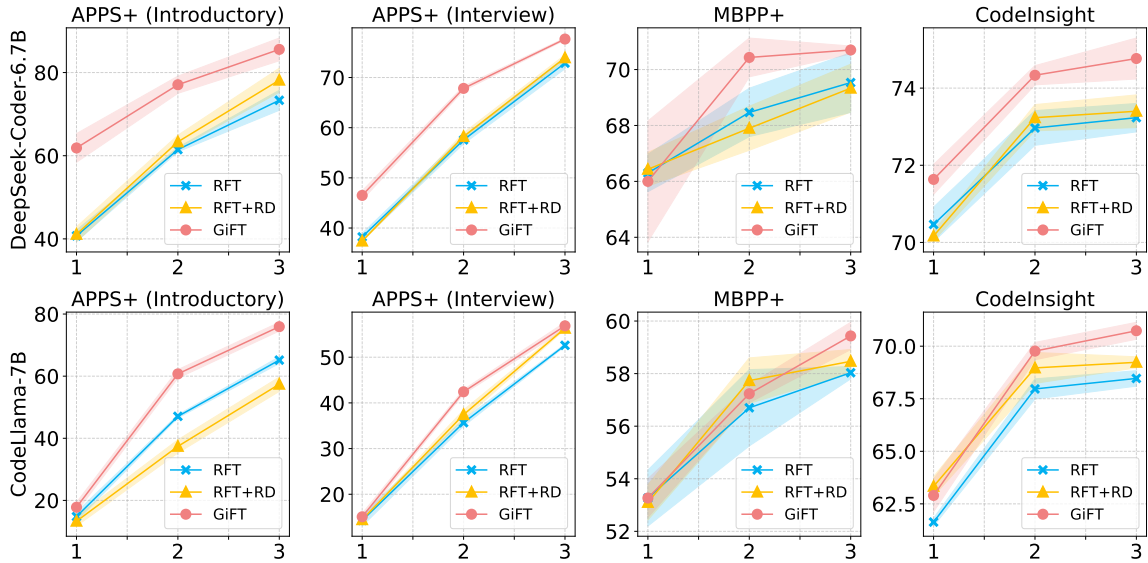 APPS+ (Introductory)
APPS+ (Interview)
MBPP+
CodeInsight
DeepSeek-Coder-6.7B
80
60
40
RFT
RFT+RD
GiFT
1
2
3
70
60
50
40
RFT
RFT+RD
GiFT
1
2
3
70
68
66
64
RFT
RFT+RD
GiFT
1
2
3
74
72
70
RFT
RFT+RD
GiFT
1
2
3
APPS+ (Introductory)
APPS+ (Interview)
MBPP+
CodeInsight
CodeLlama-7B
80
60
40
20
RFT
RFT+RD
GiFT
1
2
3
50
40
30
20
RFT
RFT+RD
GiFT
1
2
3
60
58
56
54
52
RFT
RFT+RD
GiFT
1
2
3
70.0
67.5
65.0
62.5
RFT
RFT+RD
GiFT
1
2
3